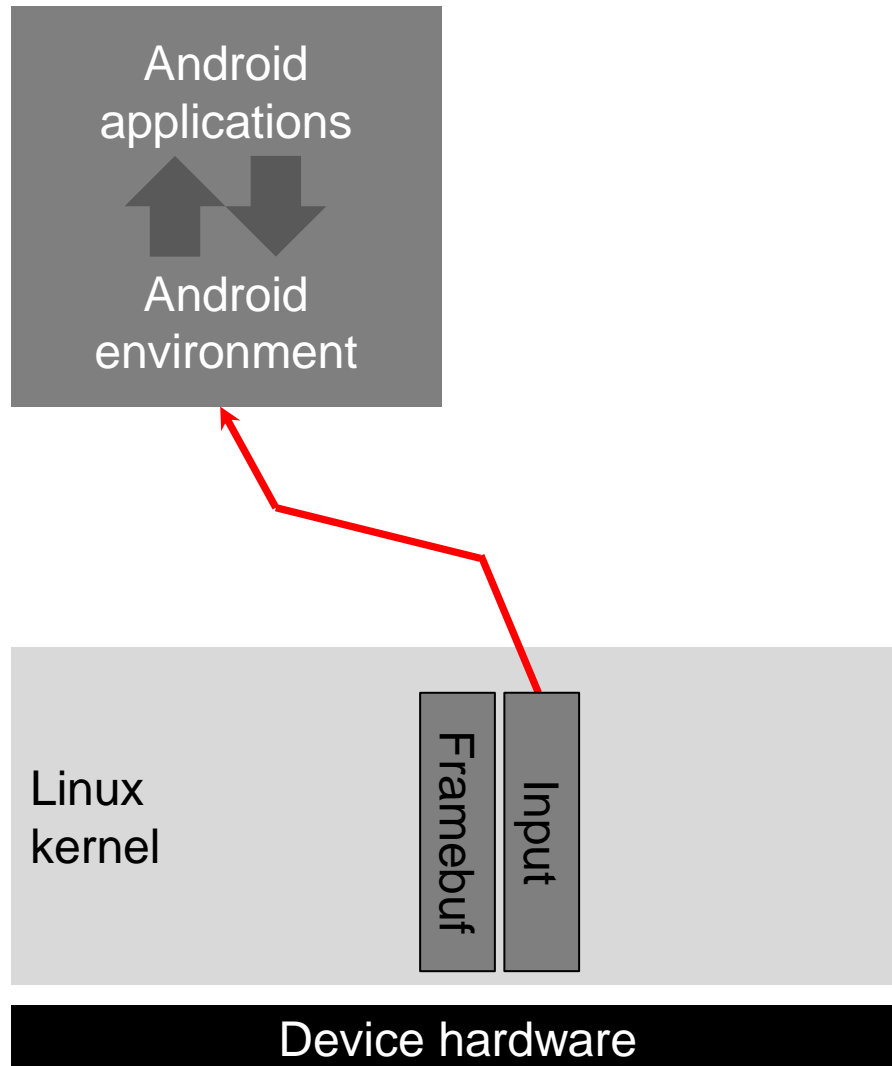 Android
applications
Android
environment
Linux
kernel
Framebuf
Input
Device hardware